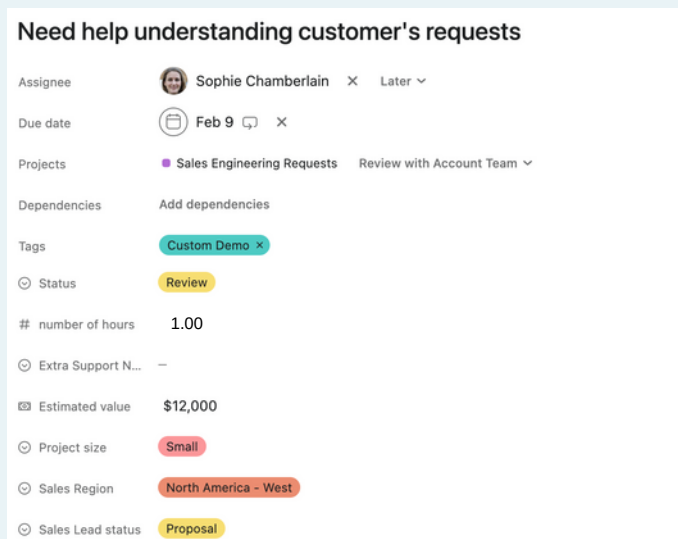 Need help understanding customer's requests
Assignee Sophie Chamberlain × Later
Due date Feb 9 ×
Projects Sales Engineering Requests Review with Account Team
Dependencies Add dependencies
Tags Custom Demo ×
Status Review
# number of hours 1.00
Extra Support N... –
Estimated value $12,000
Project size Small
Sales Region North America - West
Sales Lead status Proposal